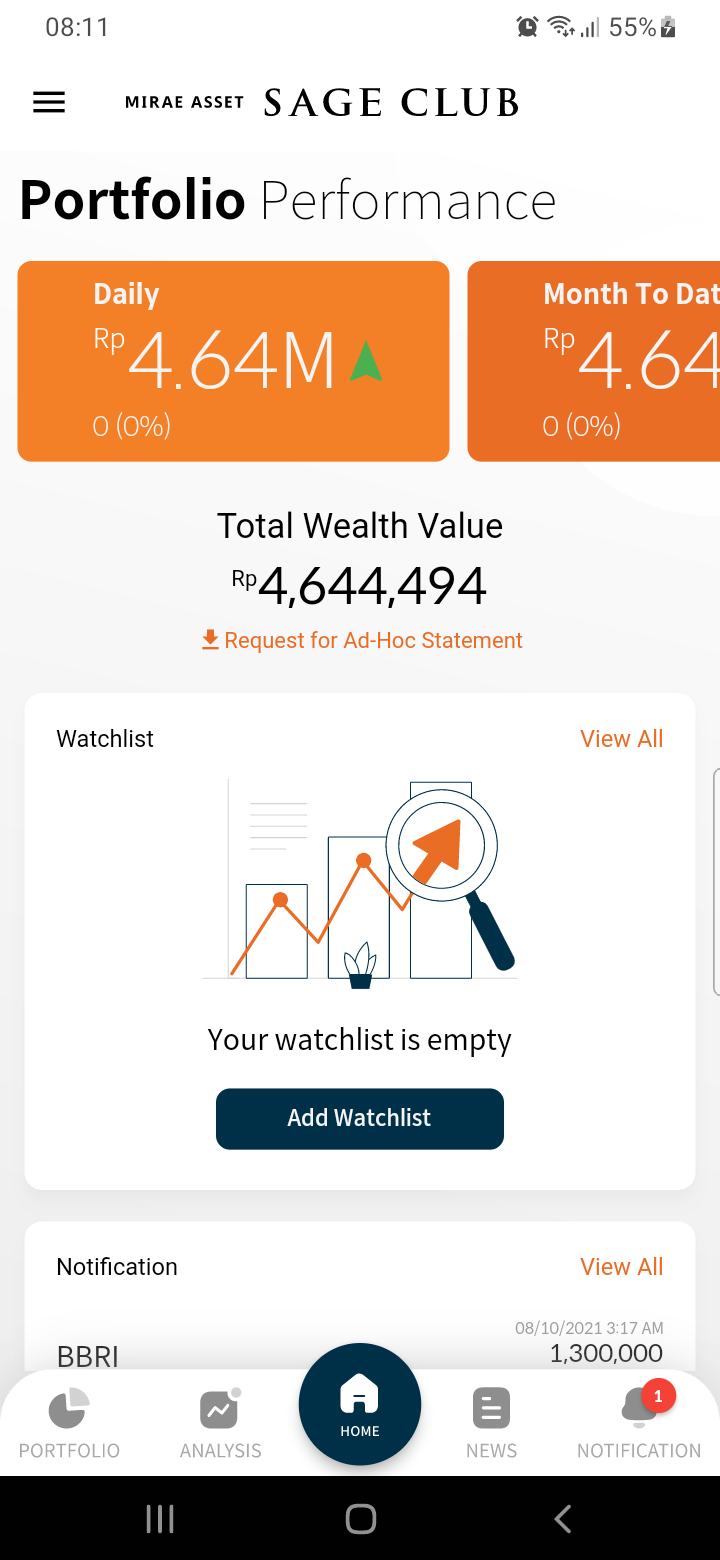 08:11
55%
MIRAE ASSET SAGE CLUB
Portfolio Performance
Daily
Rp 4.64M
0 (0%)
Month To Dat
Rp 4.64
0 (0%)
Total Wealth Value
Rp 4,644,494
Request for Ad-Hoc Statement
Watchlist
View All
Your watchlist is empty
Add Watchlist
Notification
View All
08/10/2021 3:17 AM
BBRI
1,300,000
PORTFOLIO
ANALYSIS
HOME
NEWS
1
NOTIFICATION